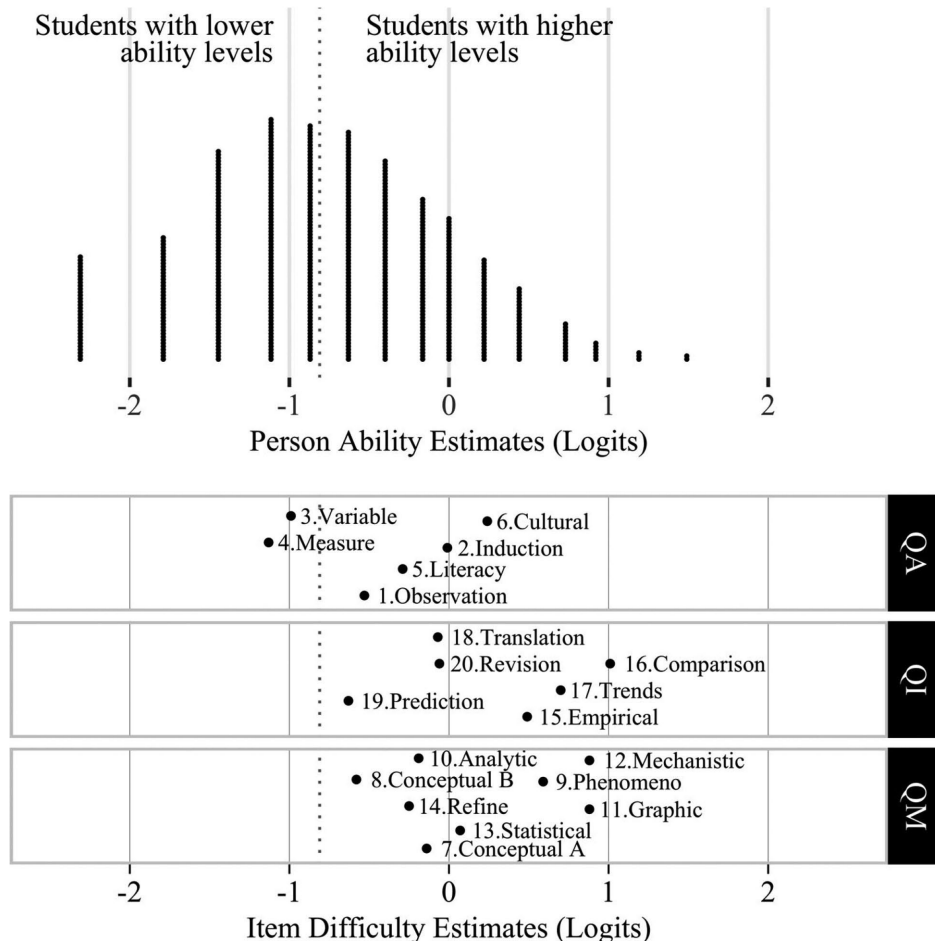 Students with lower
ability levels
Students with higher
ability levels
-2 -1 0 1 2
Person Ability Estimates (Logits)
3.Variable
6.Cultural
4.Measure
2.Induction
5.Literacy
1.Observation
QA
18.Translation
20.Revision
16.Comparison
17.Trends
19.Prediction
15.Empirical
QI
10.Analytic
12.Mechanistic
8.Conceptual B
9.Phenomeno
14.Refine
11.Graphic
13.Statistical
7.Conceptual A
QM
-2 -1 0 1 2
Item Difficulty Estimates (Logits)